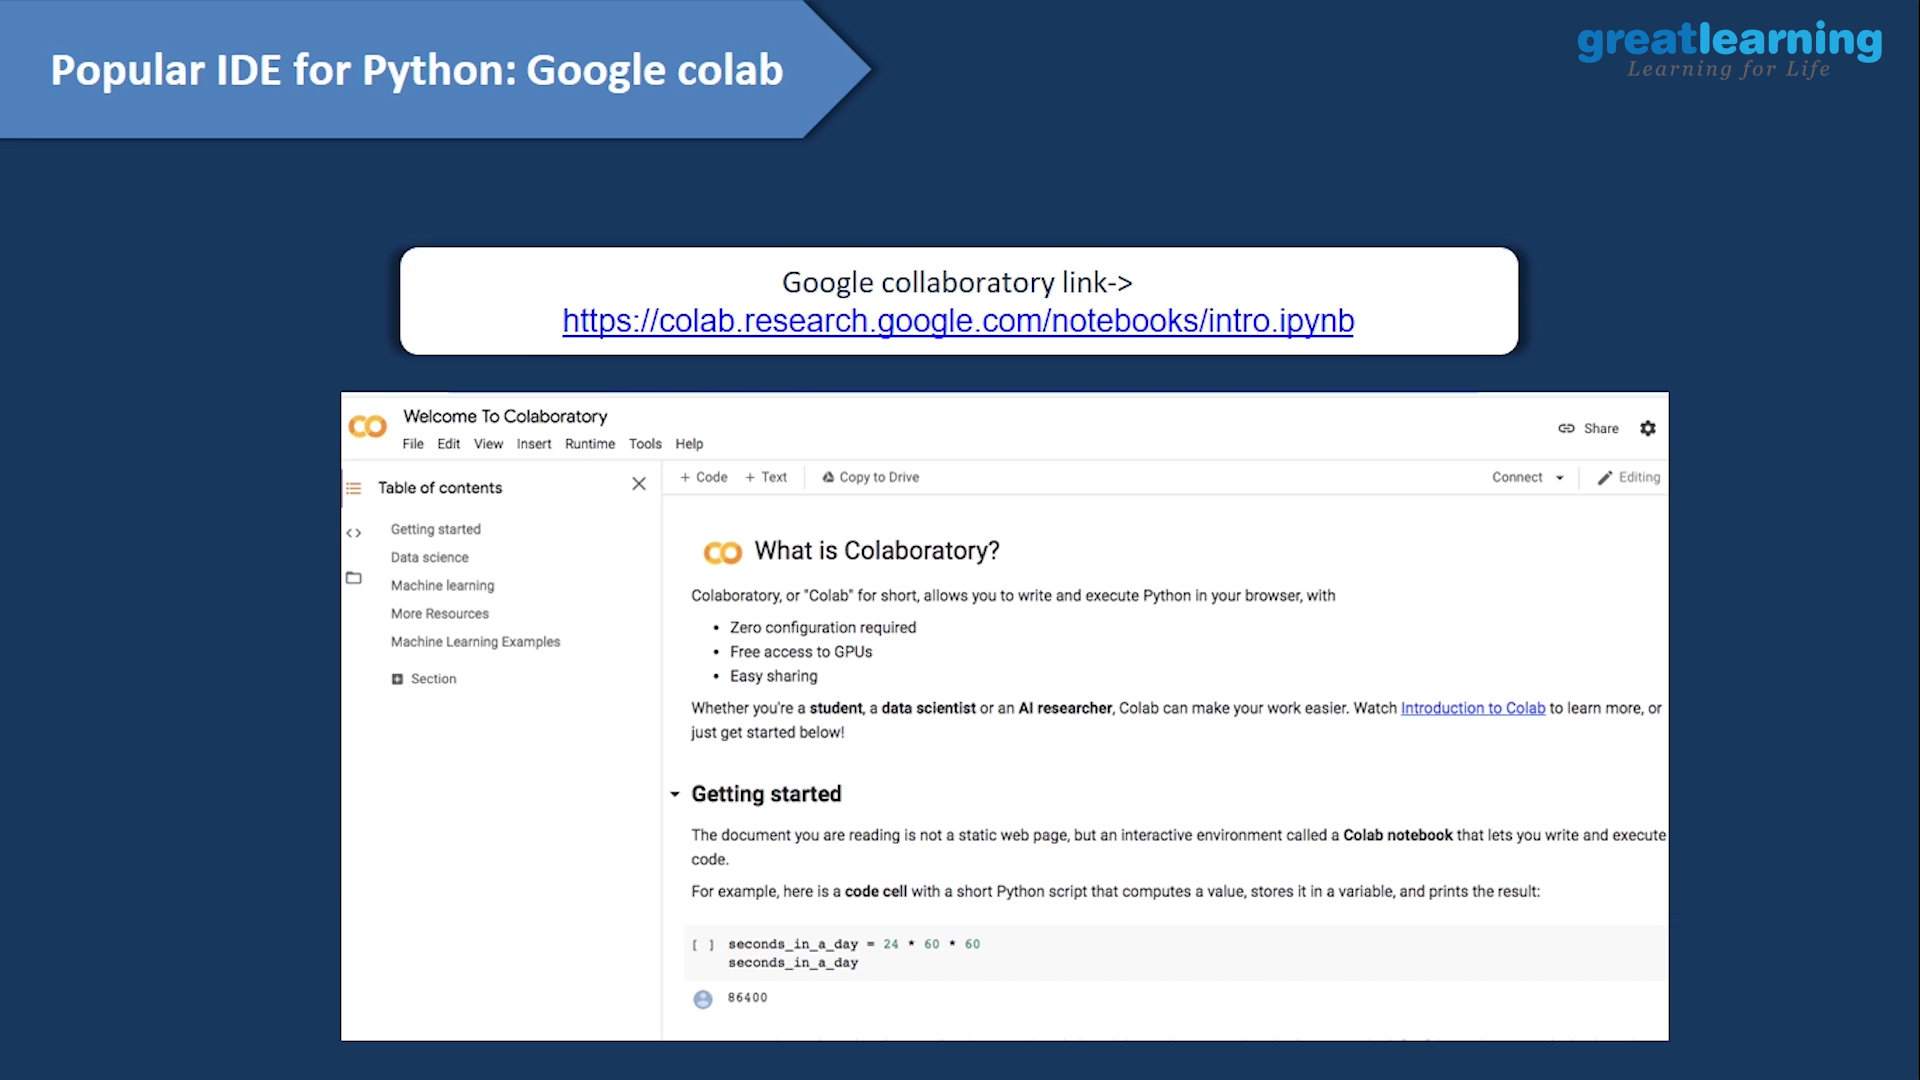 Popular IDE for Python: Google colab
greatlearning
Learning for Life
Google collaboratory link->
https://colab.research.google.com/notebooks/intro.ipynb
CO
Welcome To Colaboratory
File Edit View Insert Runtime Tools Help
Share
Table of contents
Getting started
Data science
Machine learning
More Resources
Machine Learning Examples
Section
+ Code + Text Copy to Drive
Connect Editing
CO What is Colaboratory?
Colaboratory, or "Colab" for short, allows you to write and execute Python in your browser, with
• Zero configuration required
• Free access to GPUs
• Easy sharing
Whether you're a student, a data scientist or an AI researcher, Colab can make your work easier. Watch Introduction to Colab to learn more, or
just get started below!
Getting started
The document you are reading is not a static web page, but an interactive environment called a Colab notebook that lets you write and execute
code.
For example, here is a code cell with a short Python script that computes a value, stores it in a variable, and prints the result:
[ ] seconds_in_a_day = 24 * 60 * 60
seconds_in_a_day
86400